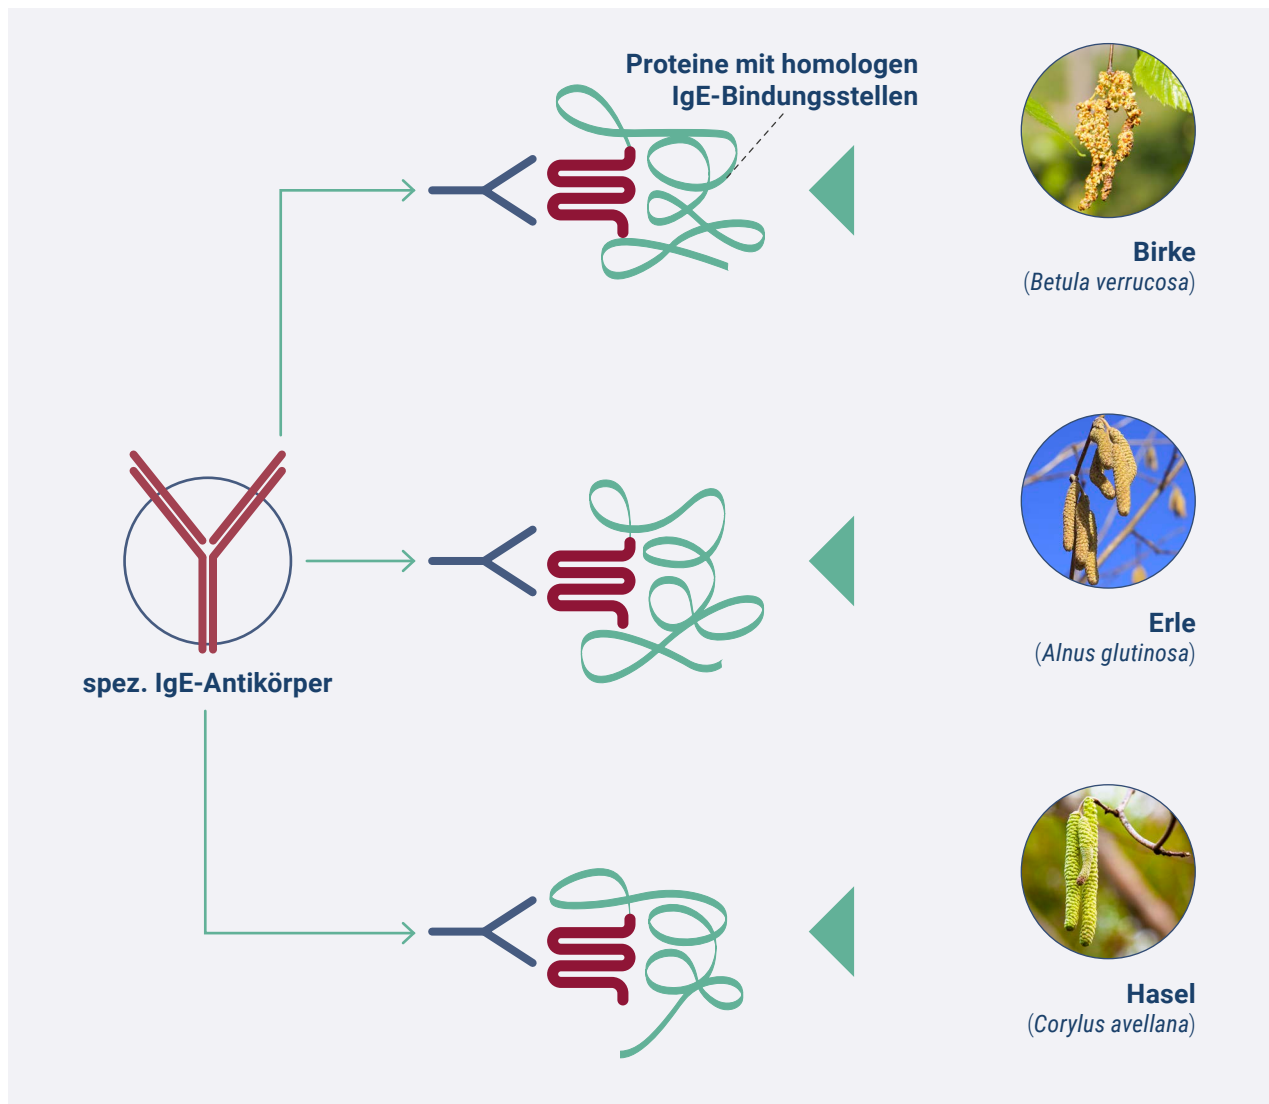 Proteine mit homologen
IgE-Bindungsstellen
Birke
(Betula verrucosa)
Erle
(Alnus glutinosa)
spez. IgE-Antikörper
Hasel
(Corylus avellana)